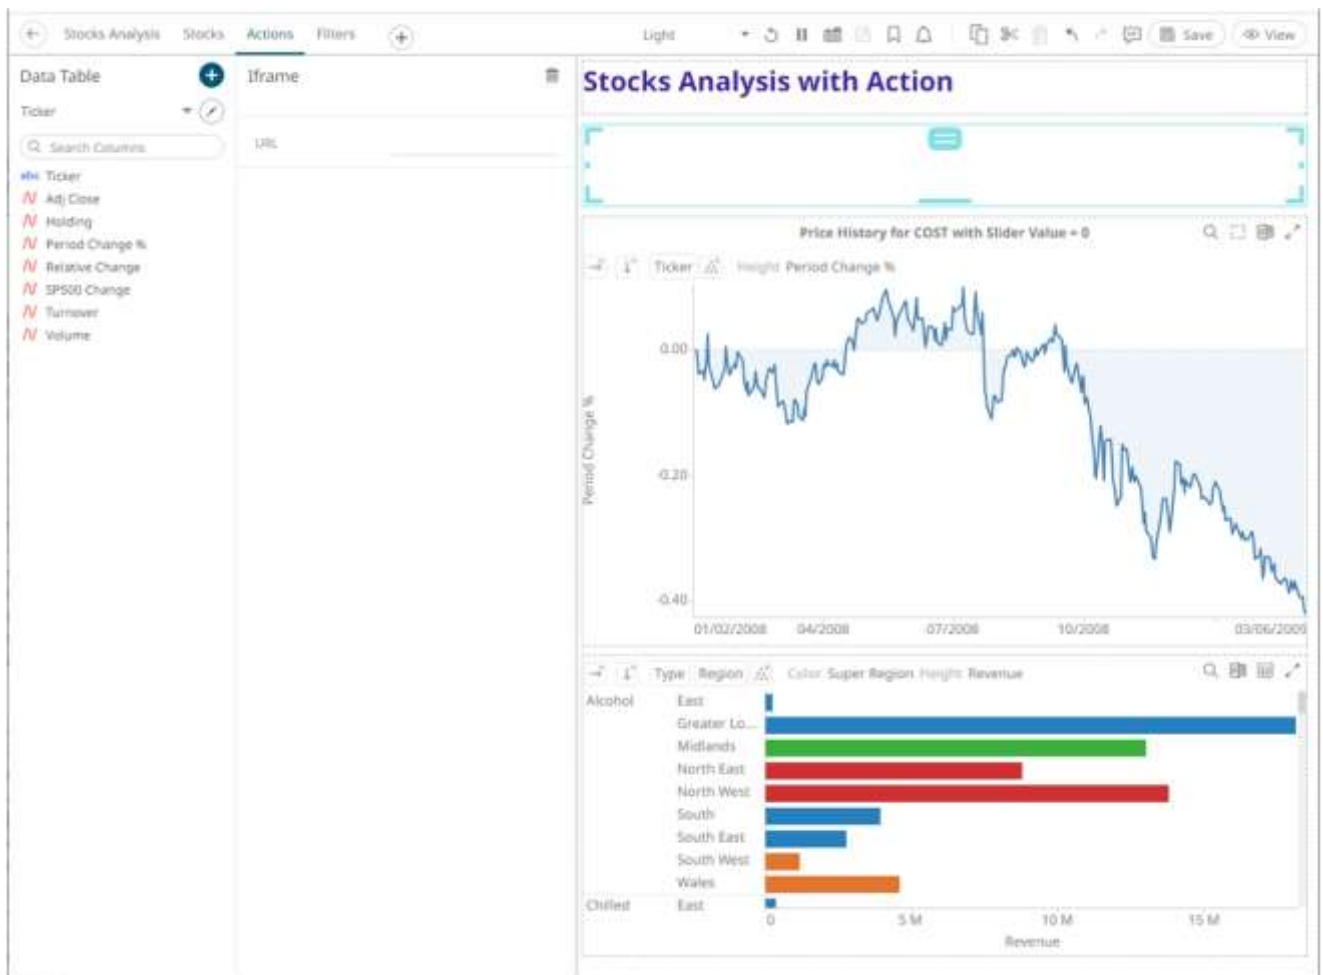 Stocks Analysis Stocks Actions Filters Light Save View
Data Table
Ticker
Search Columns
abc Ticker
Adj Close
Holding
Period Change %
Relative Change
SP500 Change
Turnover
Volume
Iframe
URL
Stocks Analysis with Action
Price History for COST with Slider Value = 0
Ticker Height Period Change %
Period Change %
0.00
-0.20
-0.40
01/02/2008 04/2008 07/2008 10/2008 03/06/2009
Type Region Color Super Region Height Revenue
Alcohol East
Greater Lo...
Midlands
North East
North West
South
South East
South West
Wales
Chilled East
0 5 M 10 M 15 M
Revenue